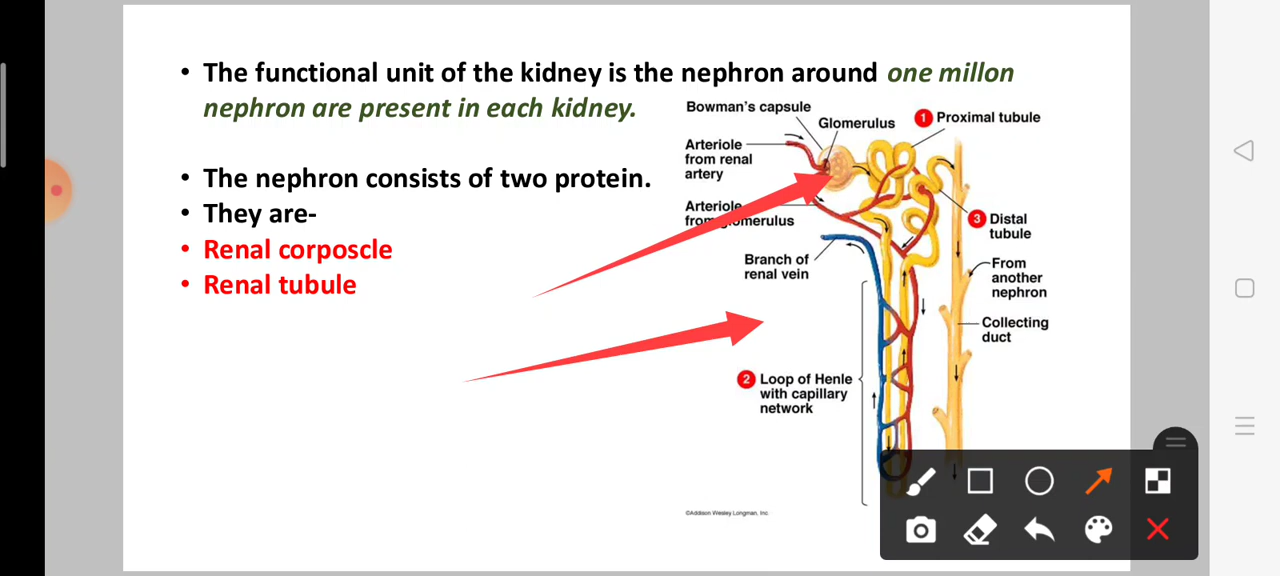 • The functional unit of the kidney is the nephron around one millon
nephron are present in each kidney.
• The nephron consists of two protein.
• They are-
• Renal corposcle
• Renal tubule
Bowman's capsule
Glomerulus
1 Proximal tubule
Arteriole
from renal
artery
Arteriole
from glomerulus
3 Distal
tubule
Branch of
renal vein
From
another
nephron
Collecting
duct
2 Loop of Henle
with capillary
network
©Addison Wesley Longman, Inc.